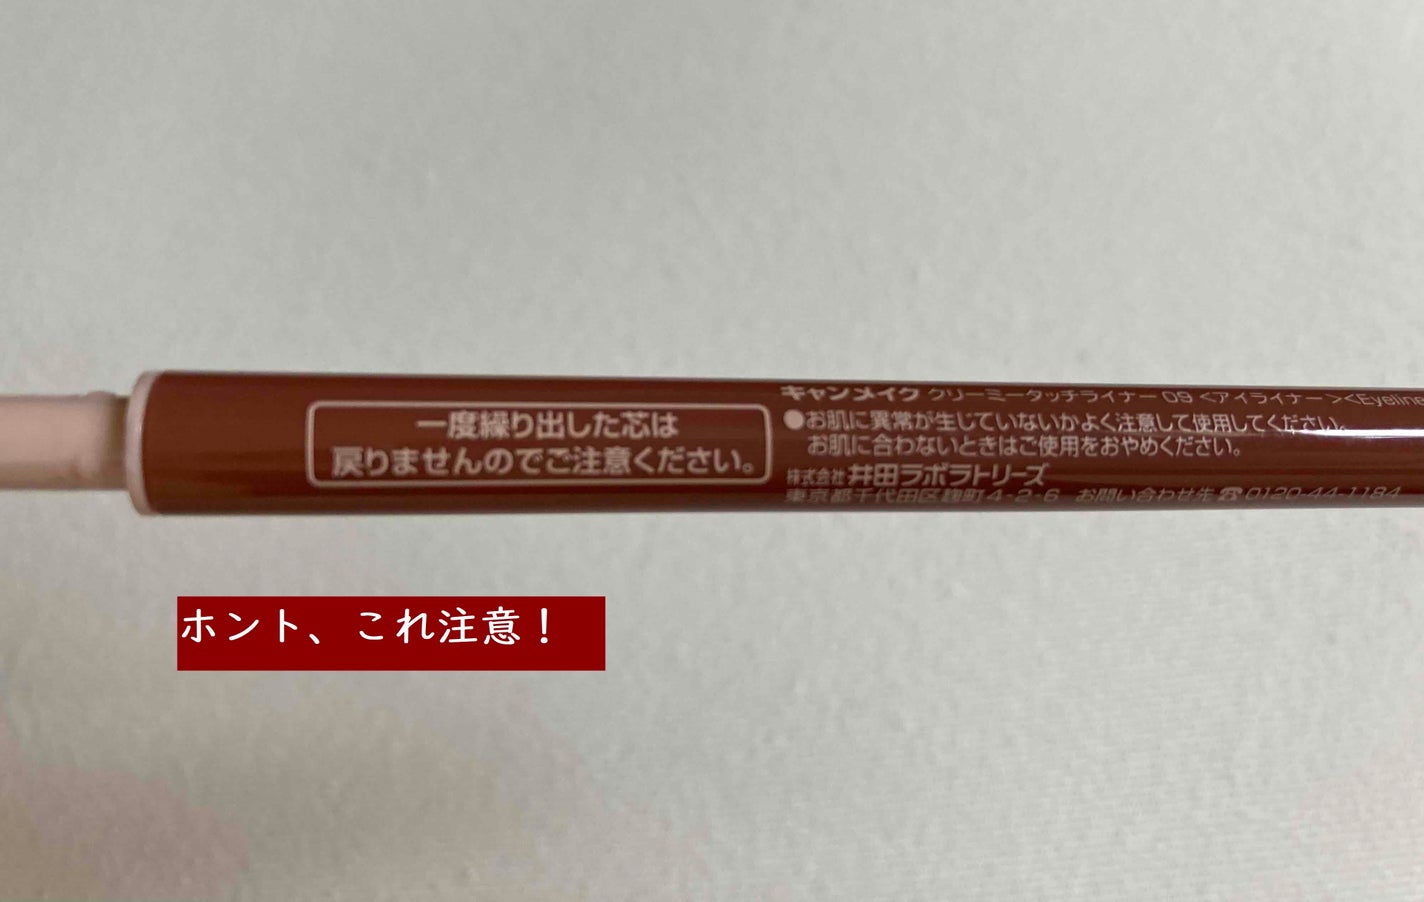 一度繰り出した芯は
戻りませんのでご注意ください。
キャンメイク クリーミータッチライナー 09 <アイライナー><Eyeline
●お肌に異常が生じていないかよく注意して使用してください。
お肌に合わないときはご使用をおやめください。
株式会社 井田ラボラトリーズ
東京都千代田区麹町4-2-6 お問い合わせ先☎0120-44-1184
ホント、これ注意！